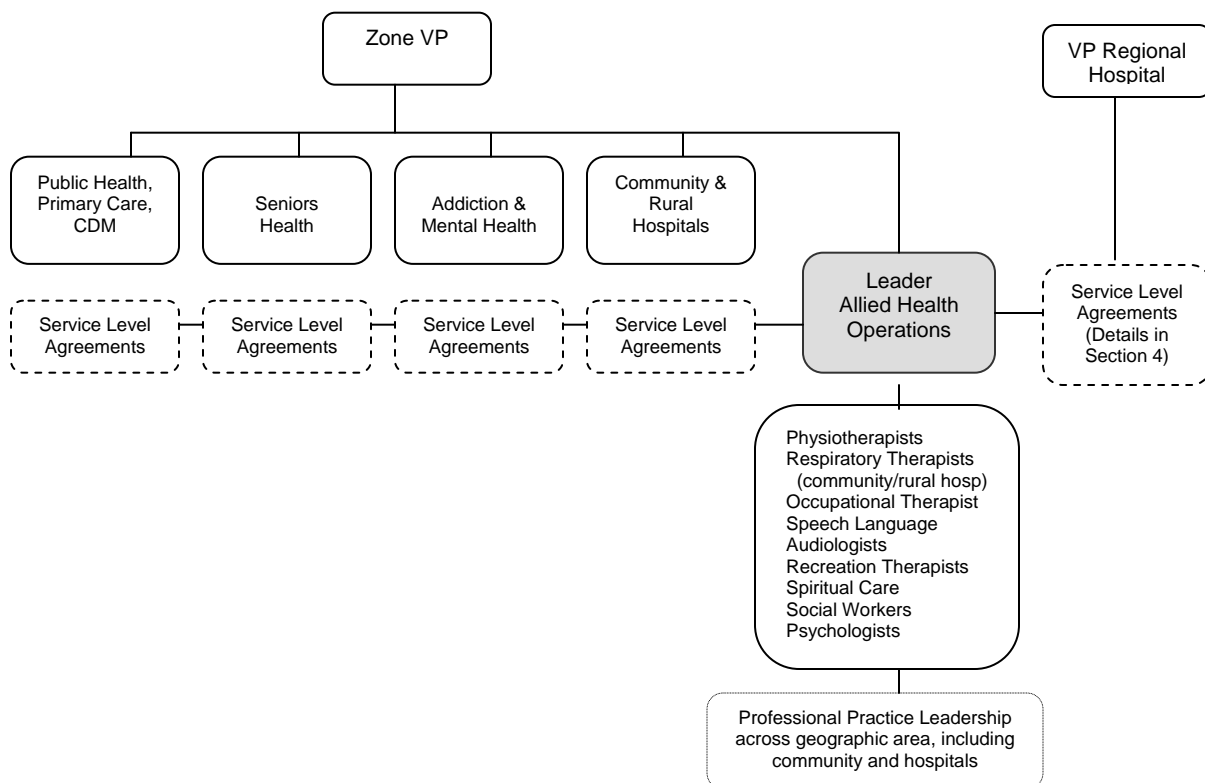 Zone VP
VP Regional
Hospital
Public Health,
Primary Care,
CDM
Seniors
Health
Addiction &
Mental Health
Community &
Rural
Hospitals
Leader
Allied Health
Operations
Service Level
Agreements
Service Level
Agreements
Service Level
Agreements
Service Level
Agreements
Service Level
Agreements
(Details in
Section 4)
Physiotherapists
Respiratory Therapists
(community/rural hosp)
Occupational Therapist
Speech Language
Audiologists
Recreation Therapists
Spiritual Care
Social Workers
Psychologists
Professional Practice Leadership
across geographic area, including
community and hospitals